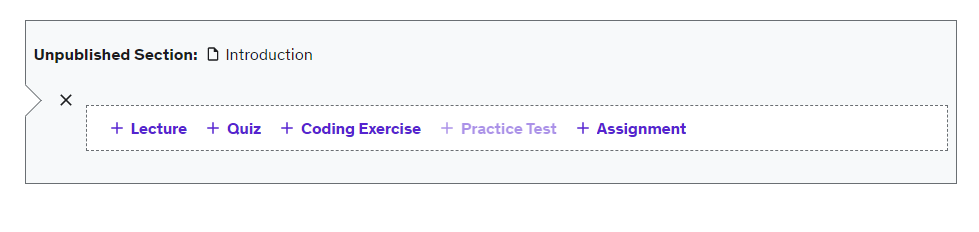 Unpublished Section: Introduction
+ Lecture + Quiz + Coding Exercise + Practice Test + Assignment